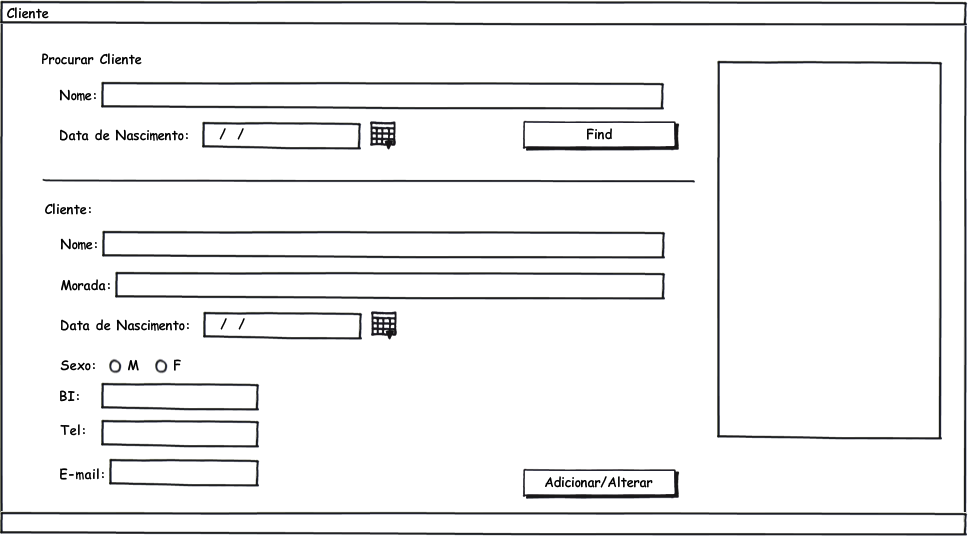 Cliente
Procurar Cliente
Nome:
Data de Nascimento: / /
Find
Cliente:
Nome:
Morada:
Data de Nascimento: / /
Sexo: M F
BI:
Tel:
E-mail:
Adicionar/Alterar